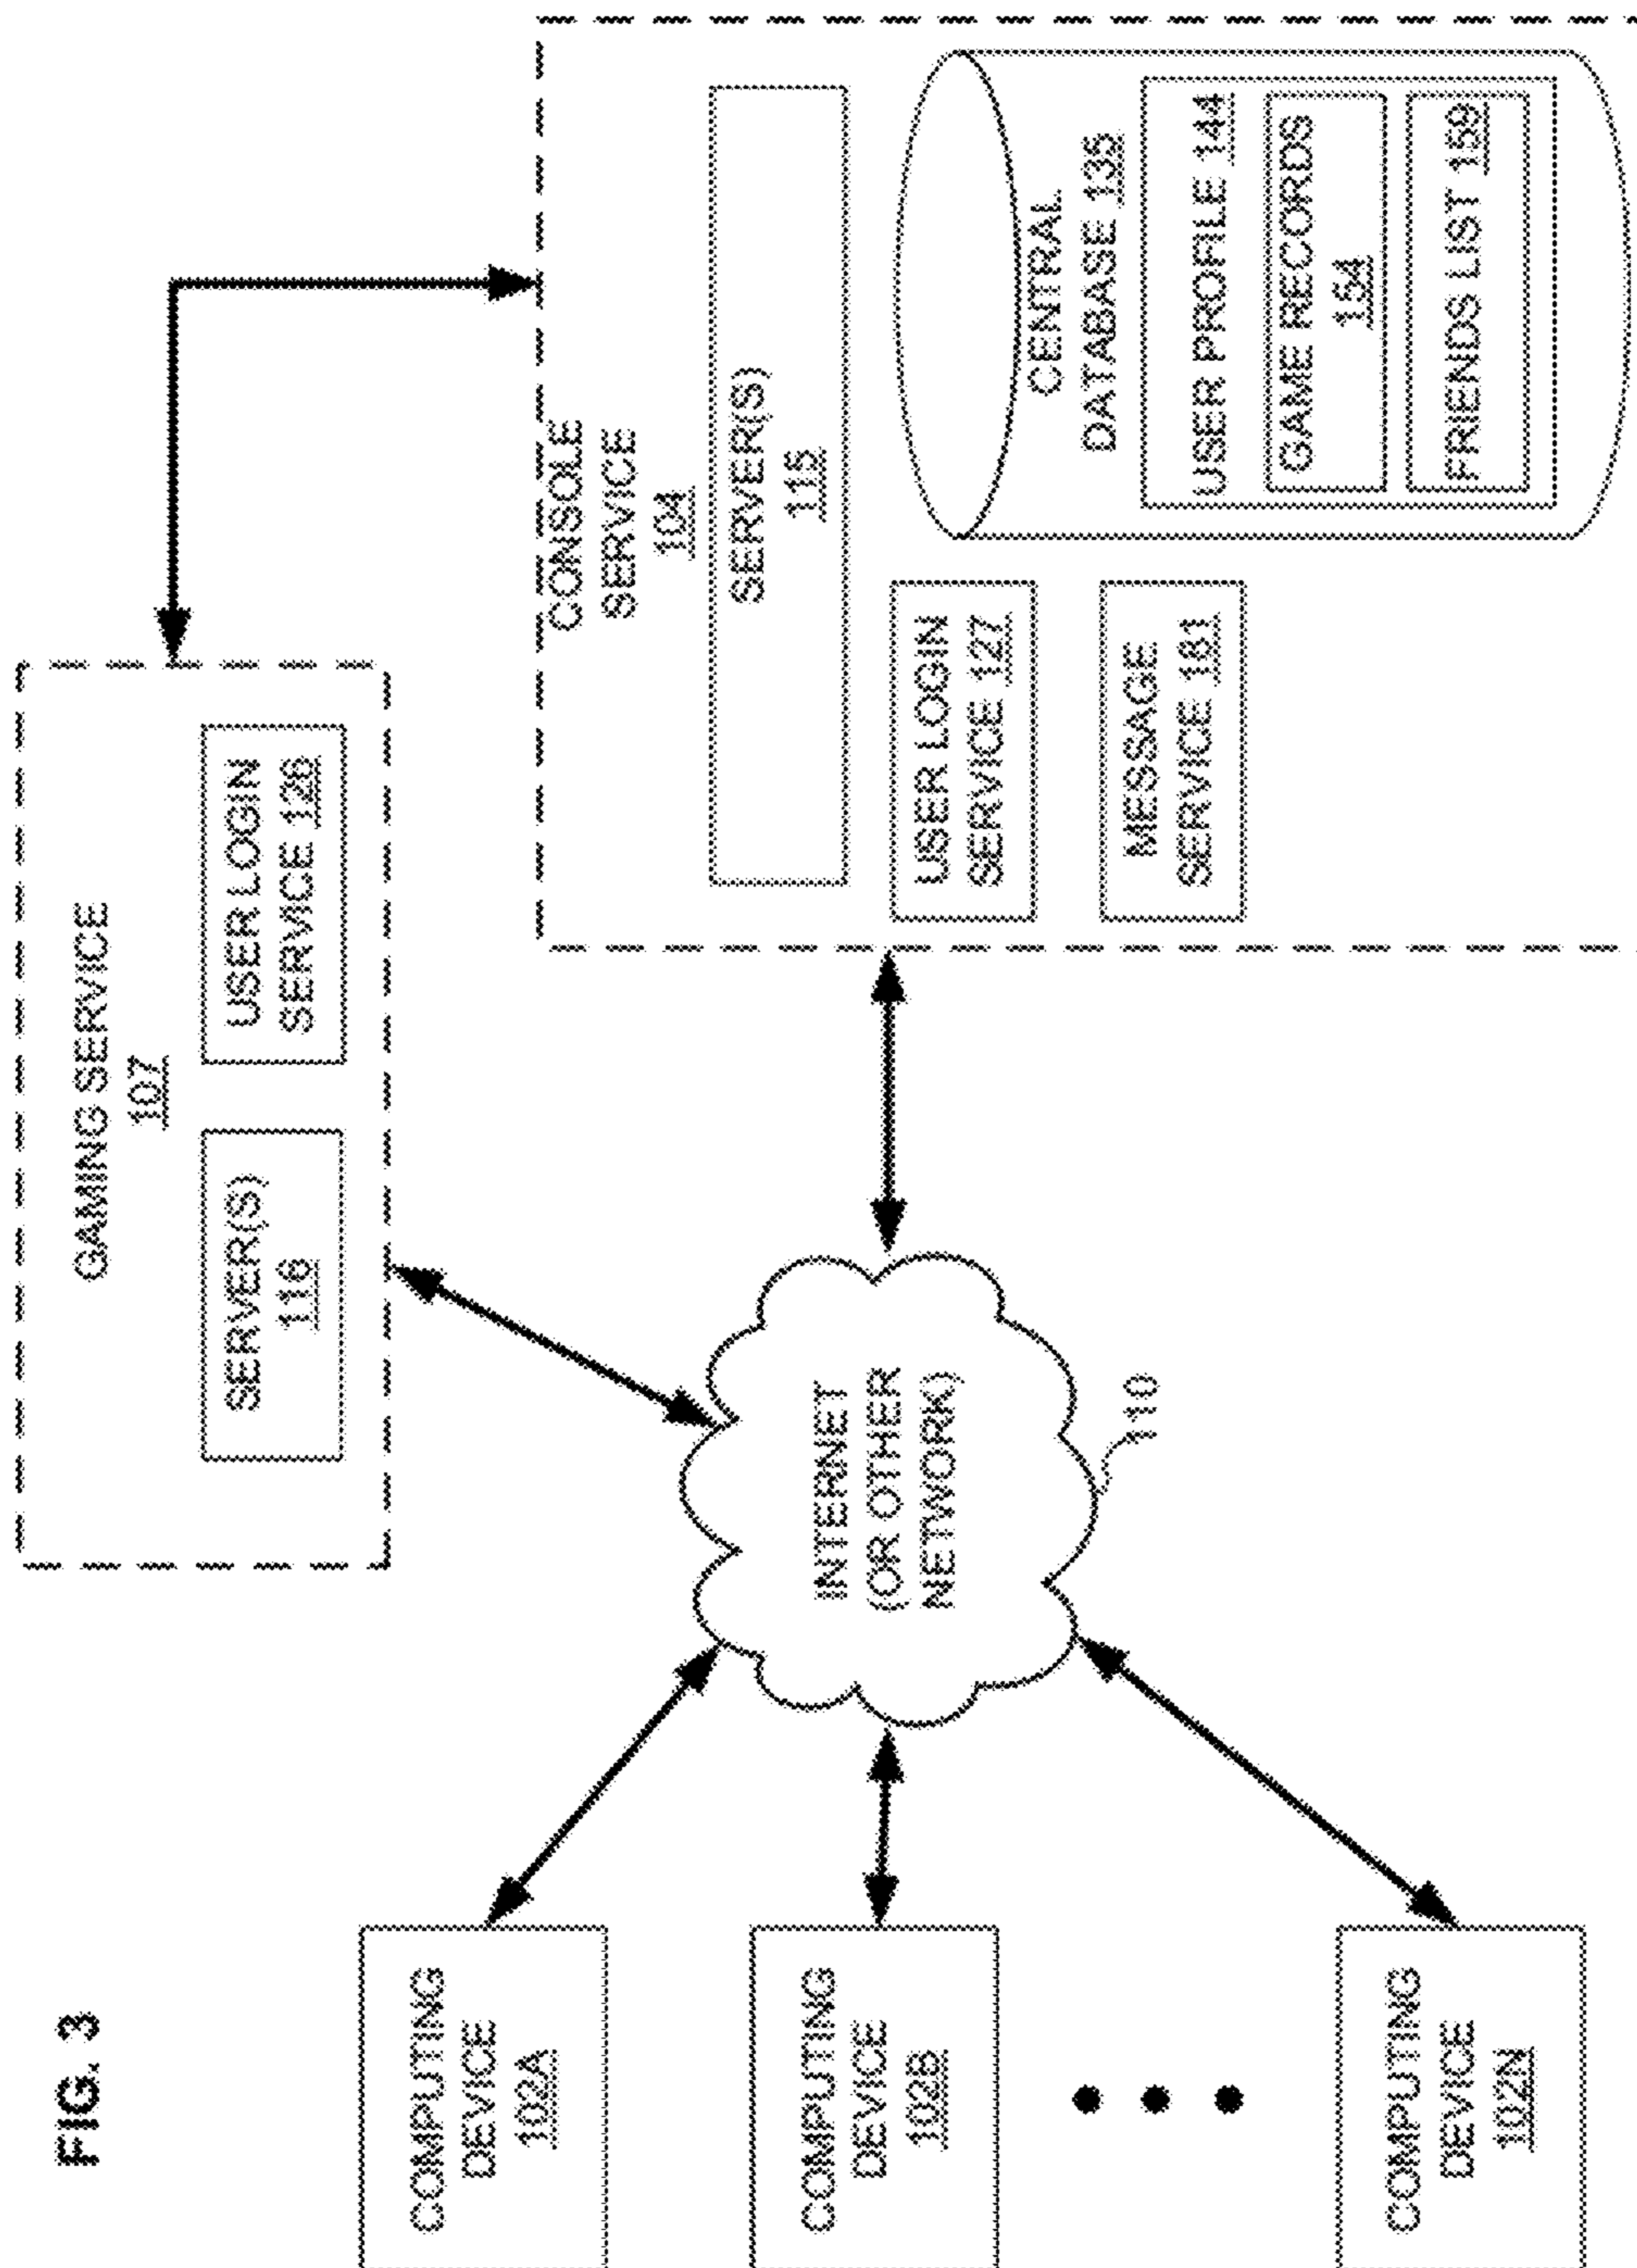 FIG. 3
COMPUTING
DEVICE
102A
COMPUTING
DEVICE
102B
COMPUTING
DEVICE
102N
INTERNET
(OR OTHER
NETWORK)
110
GAMING SERVICE
107
SERVER(S)
116
USER LOGIN
SERVICE 126
CONSOLE
SERVICE
104
SERVER(S)
115
USER LOGIN
SERVICE 127
MESSAGE
SERVICE 161
CENTRAL
DATABASE 135
USER PROFILE 144
GAME RECORDS
154
FRIENDS LIST 159